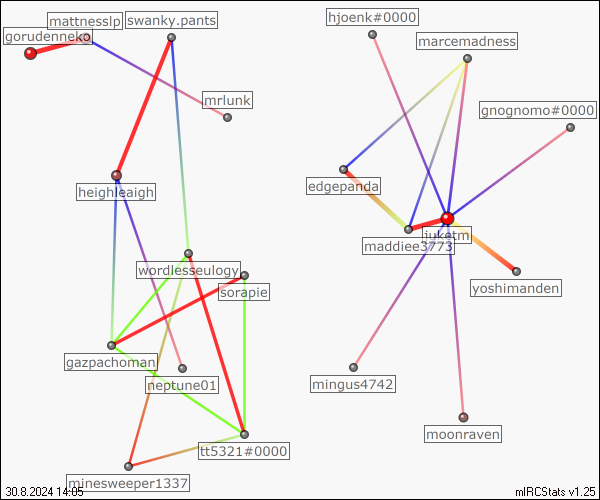 hjoenk#0000
mattnesslp
swanky.pants
gorudenneko
marcemadness
mrlunk
gnognomo#0000
heighleaigh
edgepanda
juketm
maddiee3773
wordlesseulogy
sorapie
yoshimanden
gazpachoman
neptune01
mingus4742
moonraven
tt5321#0000
minesweeper1337
30.8.2024 14:05
mIRCStats v1.25